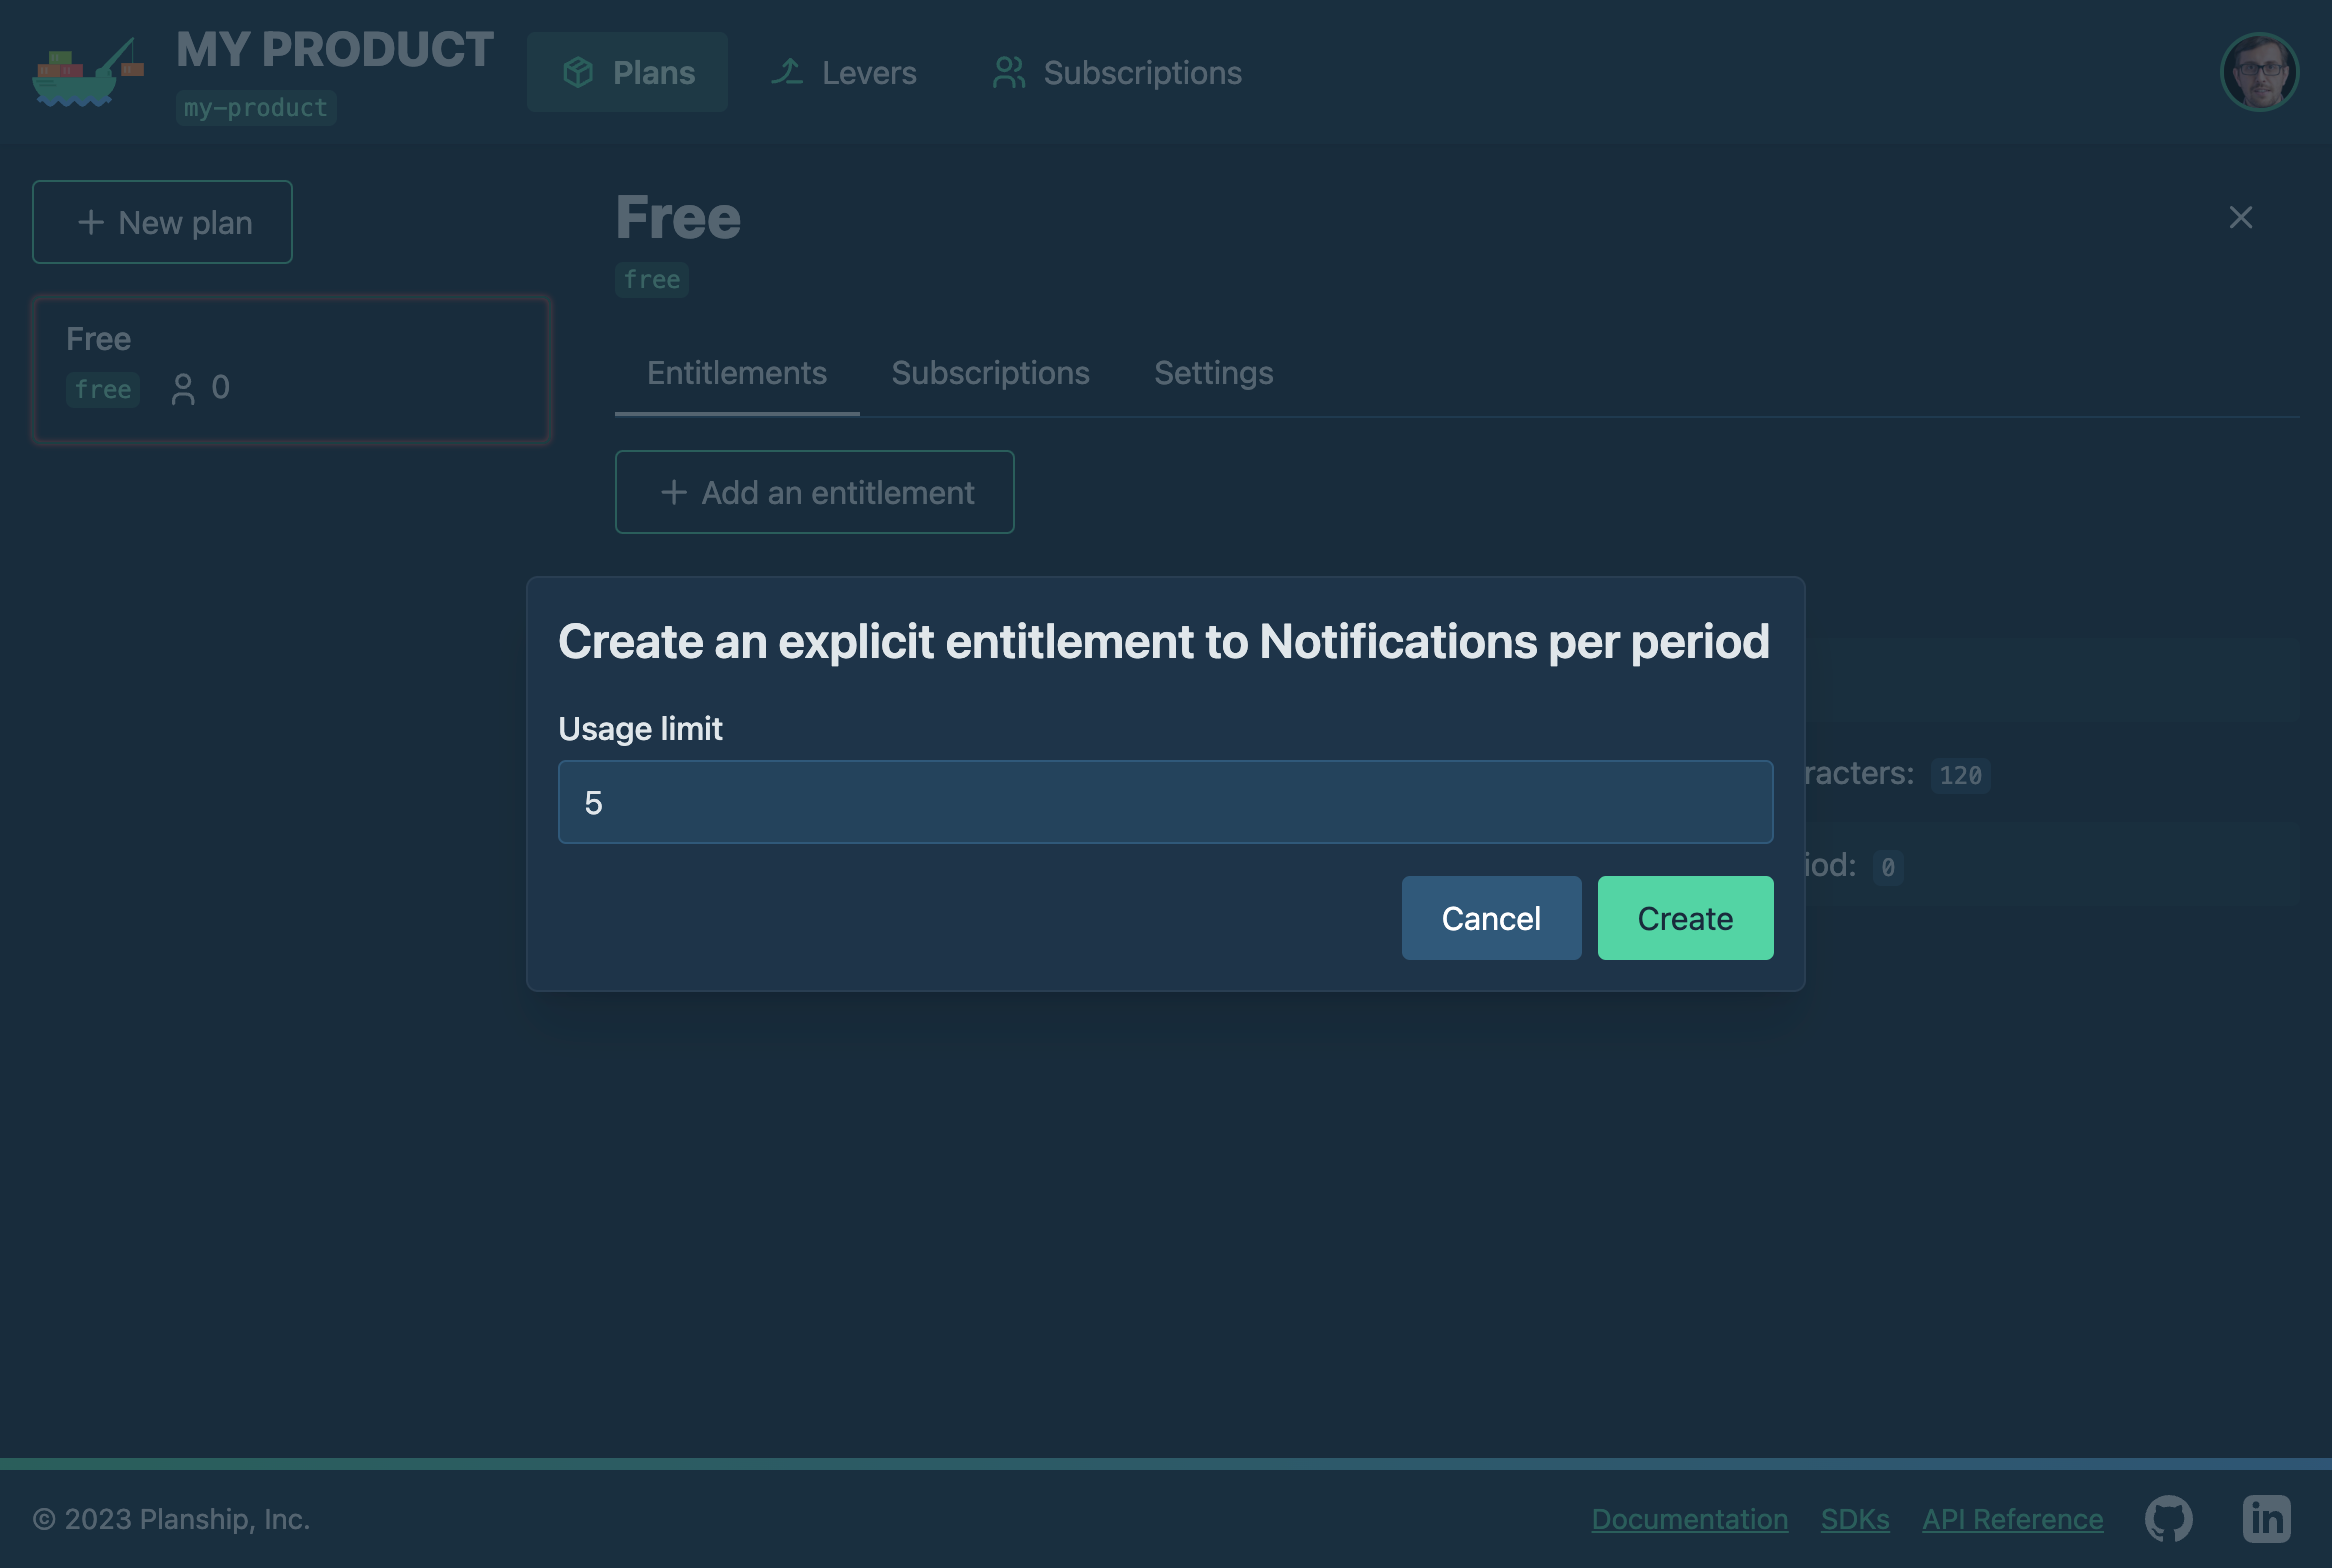 MY PRODUCT
my-product
Plans
Levers
Subscriptions
New plan
Free
free
0
Free
free
Entitlements
Subscriptions
Settings
Add an entitlement
Create an explicit entitlement to Notifications per period
Usage limit
5
Cancel
Create
racters: 120
iod: 0
© 2023 Planship, Inc.
Documentation
SDKs
API Reference
in